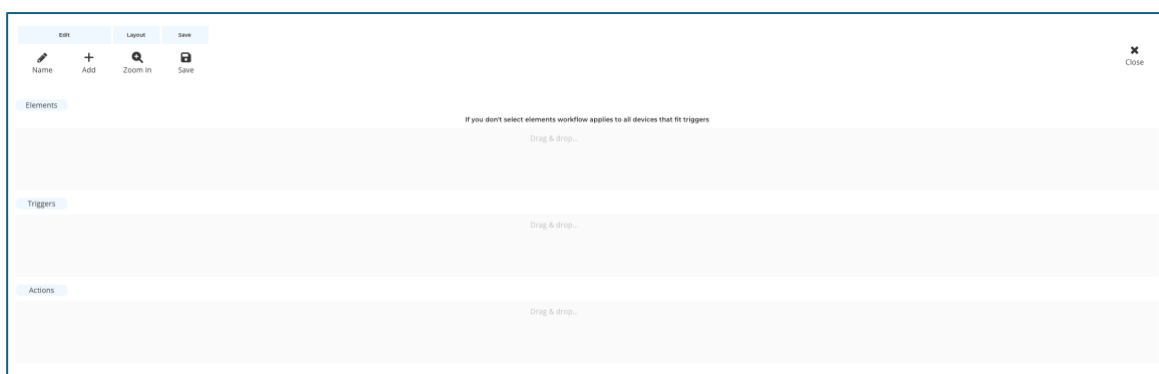 Edit Layout Save
Name Add Zoom In Save Close
Elements
If you don't select elements workflow applies to all devices that fit triggers
Drag & drop...
Triggers
Drag & drop...
Actions
Drag & drop...